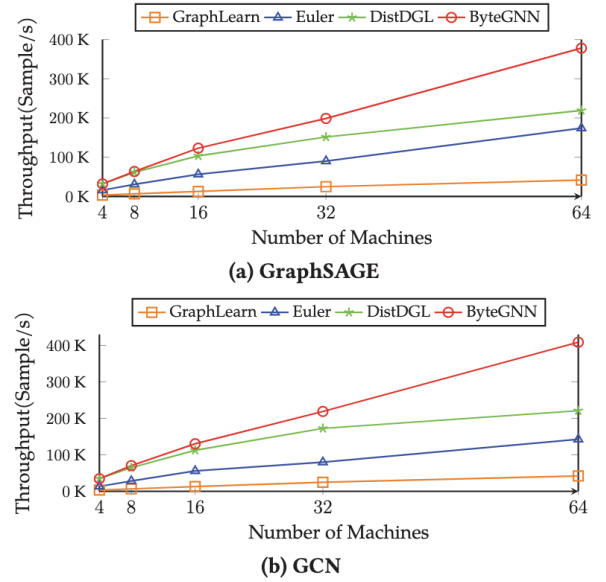 GraphLearn Euler DistDGL ByteGNN
400 K
300 K
200 K
100 K
0 K
Throughput(Sample/s)
4 8 16 32 64
Number of Machines
(a) GraphSAGE
GraphLearn Euler DistDGL ByteGNN
400 K
300 K
200 K
100 K
0 K
Throughput(Sample/s)
4 8 16 32 64
Number of Machines
(b) GCN